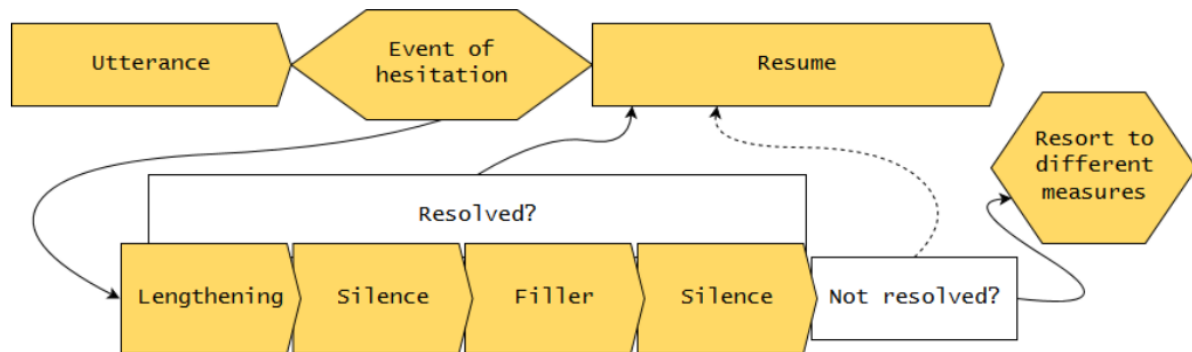 Utterance
Event of
hesitation
Resume
Resort to
different
measures
Resolved?
Lengthening
Silence
Filler
Silence
Not resolved?